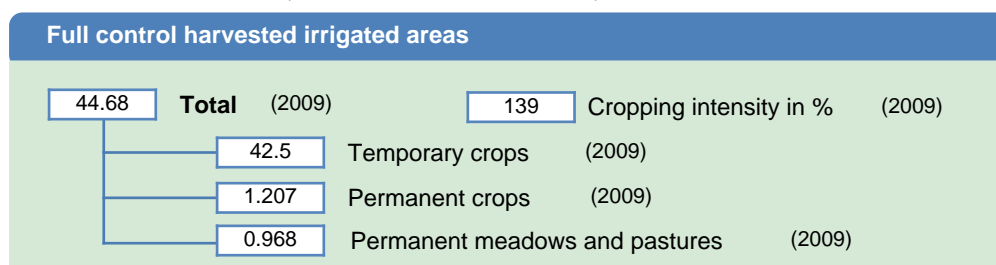 Full control harvested irrigated areas
44.68 Total (2009) 139 Cropping intensity in % (2009)
42.5 Temporary crops (2009)
1.207 Permanent crops (2009)
0.968 Permanent meadows and pastures (2009)